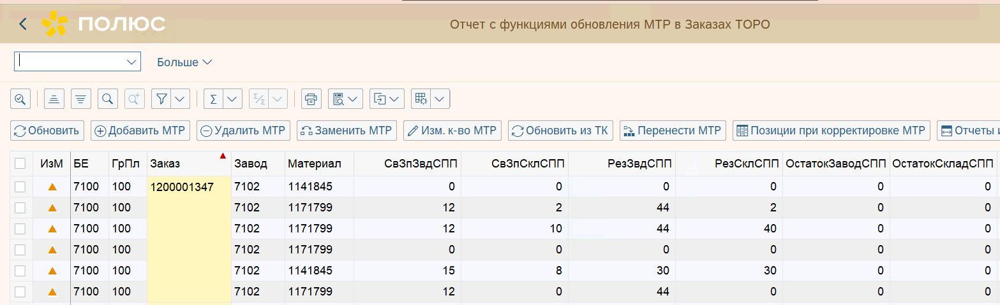 ПОЛЮС
Отчет с функциями обновления МТР в Заказах ТОРО
Больше
Обновить Добавить МТР Удалить МТР Заменить МТР Изм. к-во МТР Обновить из ТК Перенести МТР Позиции при корректировке МТР Отчеты и
ИзМ БЕ ГрПл Заказ Завод Материал СвЗпЗвдСПП СвЗпСклСПП РезЗвдСПП РезСклСПП ОстатокЗаводСПП ОстатокСкладСПП
7100 100 1200001347 7102 1141845 0 0 0 0 0 0
7100 100 7102 1171799 12 2 44 2 0 0
7100 100 7102 1171799 12 10 44 40 0 0
7100 100 7102 1171799 0 0 0 0 0 0
7100 100 7102 1141845 15 8 30 30 0 0
7100 100 7102 1171799 12 0 44 0 0 0